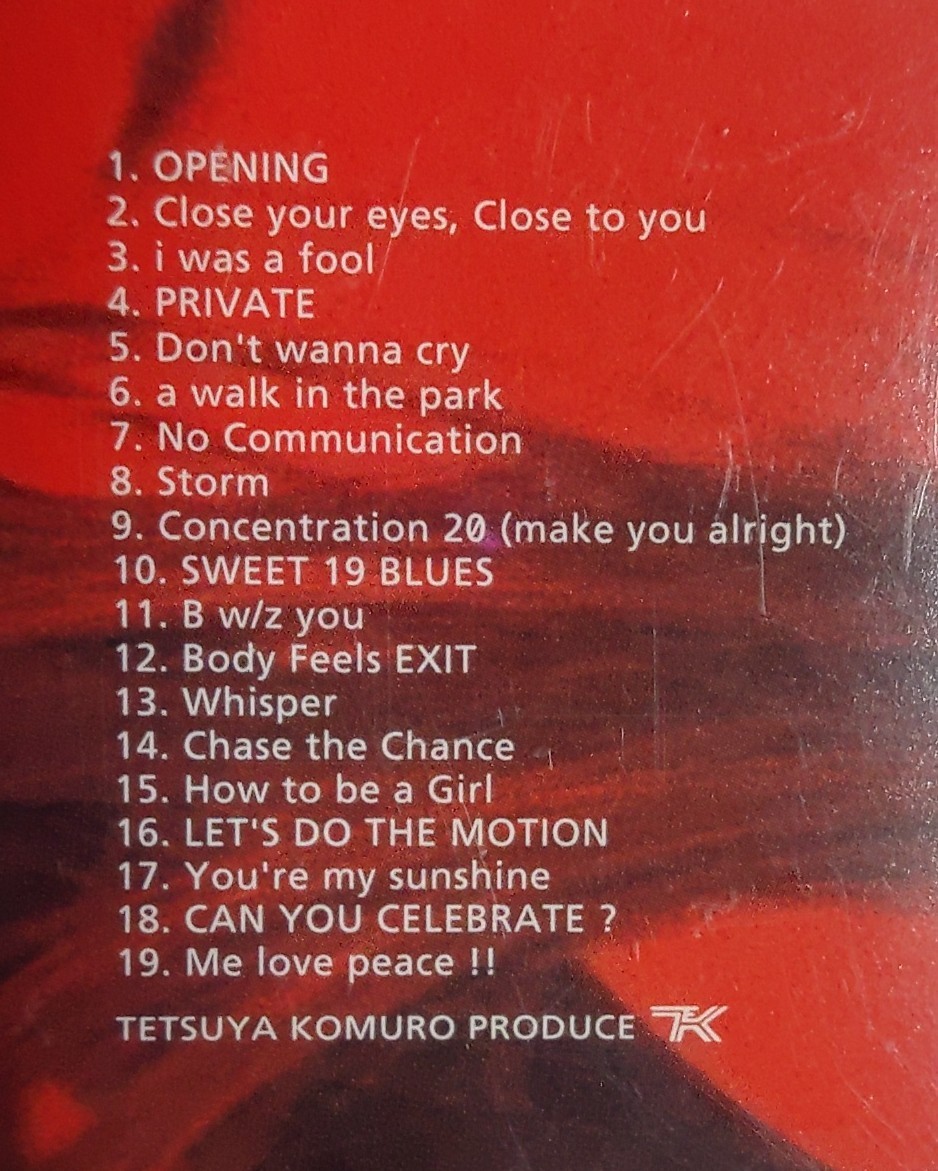 1. OPENING
2. Close your eyes, Close to you
3. i was a fool
4. PRIVATE
5. Don't wanna cry
6. a walk in the park
7. No Communication
8. Storm
9. Concentration 20 (make you alright)
10. SWEET 19 BLUES
11. B w/z you
12. Body Feels EXIT
13. Whisper
14. Chase the Chance
15. How to be a Girl
16. LET'S DO THE MOTION
17. You're my sunshine
18. CAN YOU CELEBRATE ?
19. Me love peace !!
TETSUYA KOMURO PRODUCE TK